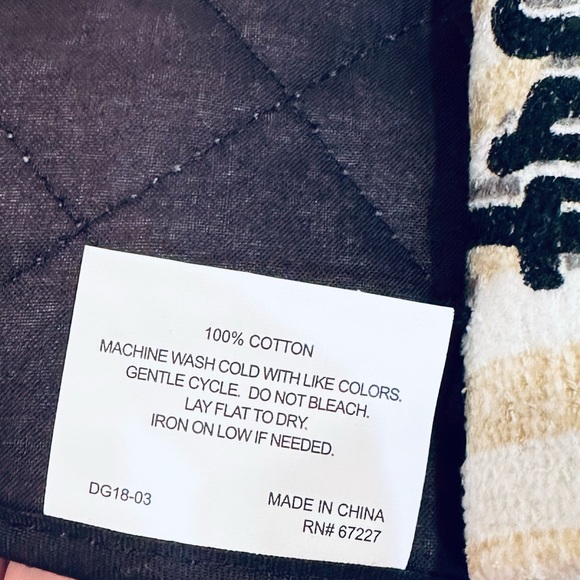 100% COTTON
MACHINE WASH COLD WITH LIKE COLORS.
GENTLE CYCLE. DO NOT BLEACH.
LAY FLAT TO DRY.
IRON ON LOW IF NEEDED.
DG18-03
MADE IN CHINA
RN# 67227